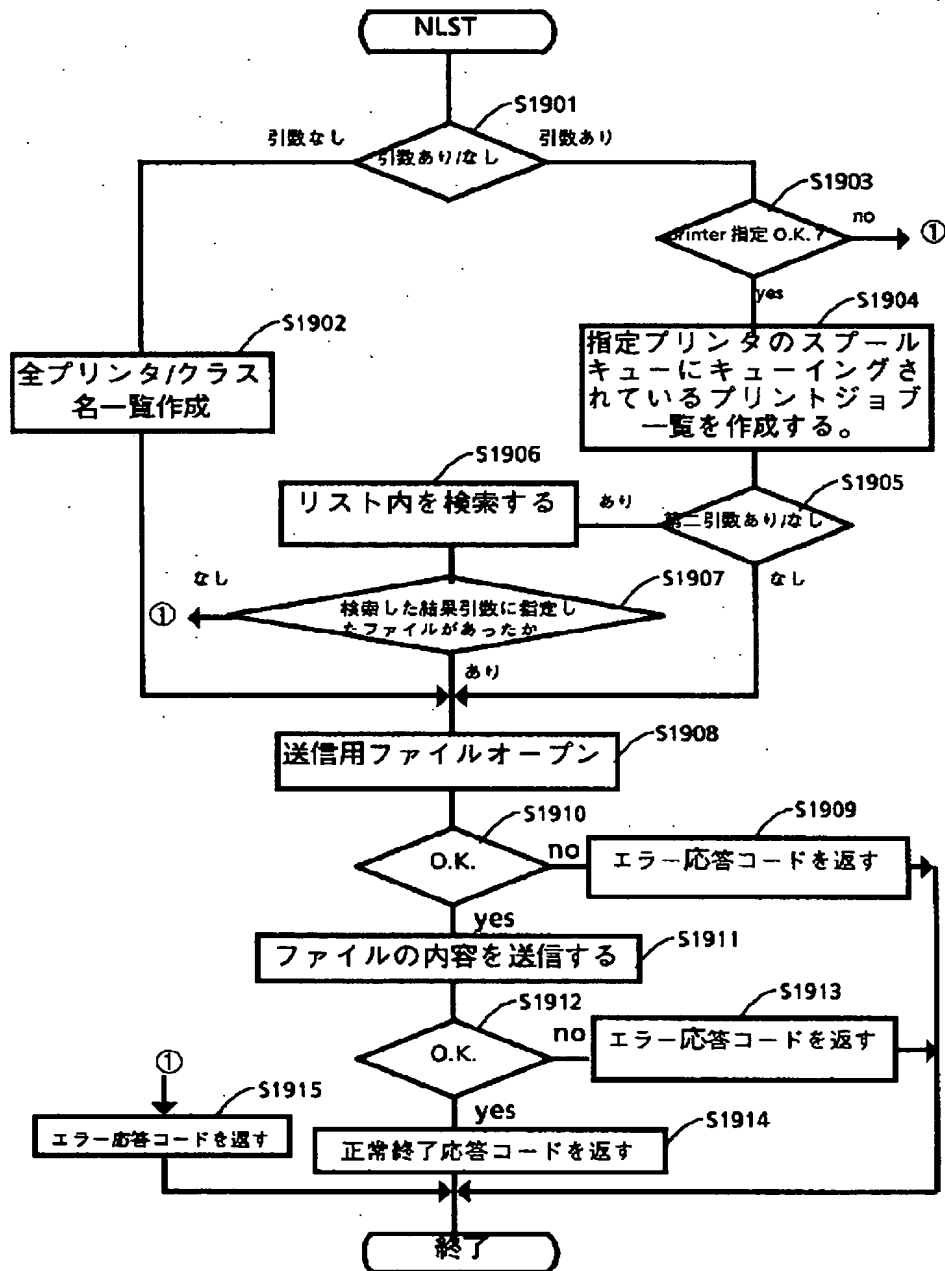 NLST
S1901
引数なし
引数あり/なし
引数あり
S1903
printer 指定 O.K. ?
no
①
yes
S1902
全プリンタ/クラス
名一覧作成
S1904
指定プリンタのスプール
キューにキューイングさ
れているプリントジョブ
一覧を作成する。
S1906
リスト内を検索する
あり
S1905
第二引数あり/なし
なし
S1907
なし
①
検索した結果引数に指定し
たファイルがあったか
あり
S1908
送信用ファイルオープン
S1910
O.K.
no
S1909
エラー応答コードを返す
yes
S1911
ファイルの内容を送信する
S1912
O.K.
no
S1913
エラー応答コードを返す
①
S1915
エラー応答コードを返す
yes
S1914
正常終了応答コードを返す
終了